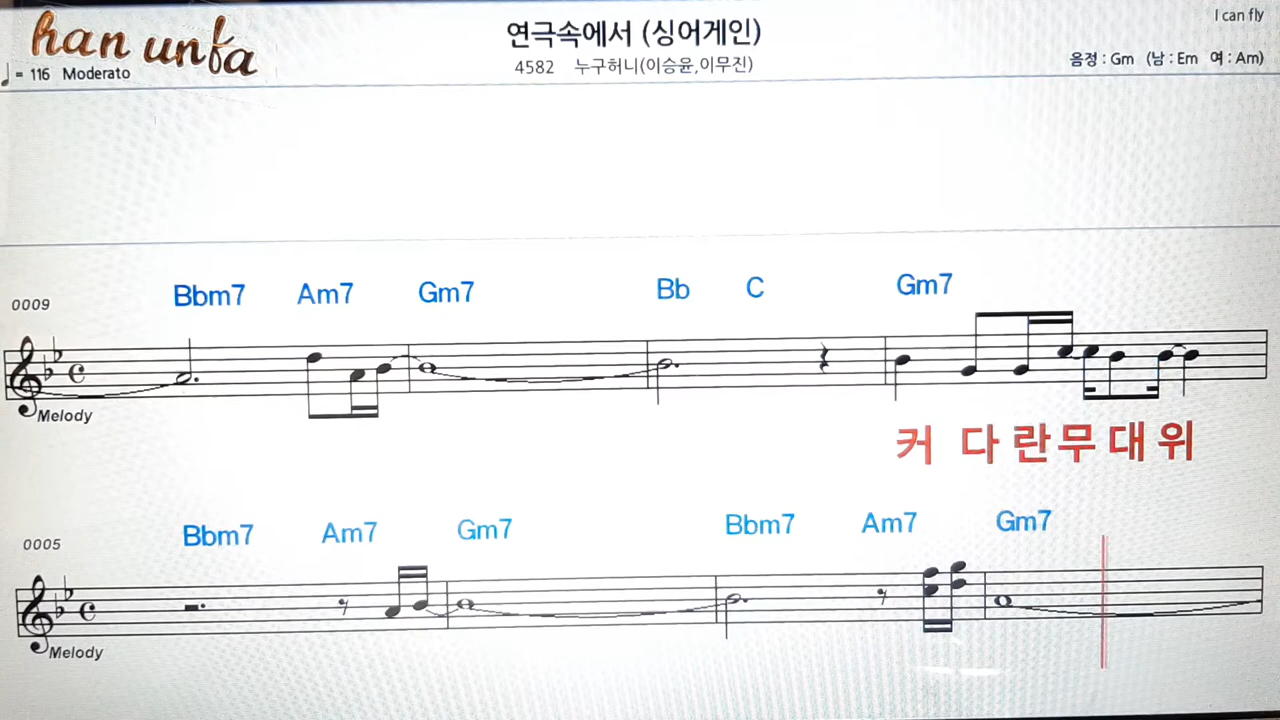 han unfa
I can fly
연극속에서 (싱어게인)
♩= 116 Moderato
4582 누구허니(이승윤,이무진)
음정 : Gm (남 : Em 여 : Am)
Bbm7 Am7 Gm7 Bb C Gm7
0009
Melody
커 다 란 무 대 위
Bbm7 Am7 Gm7 Bbm7 Am7 Gm7
0005
Melody